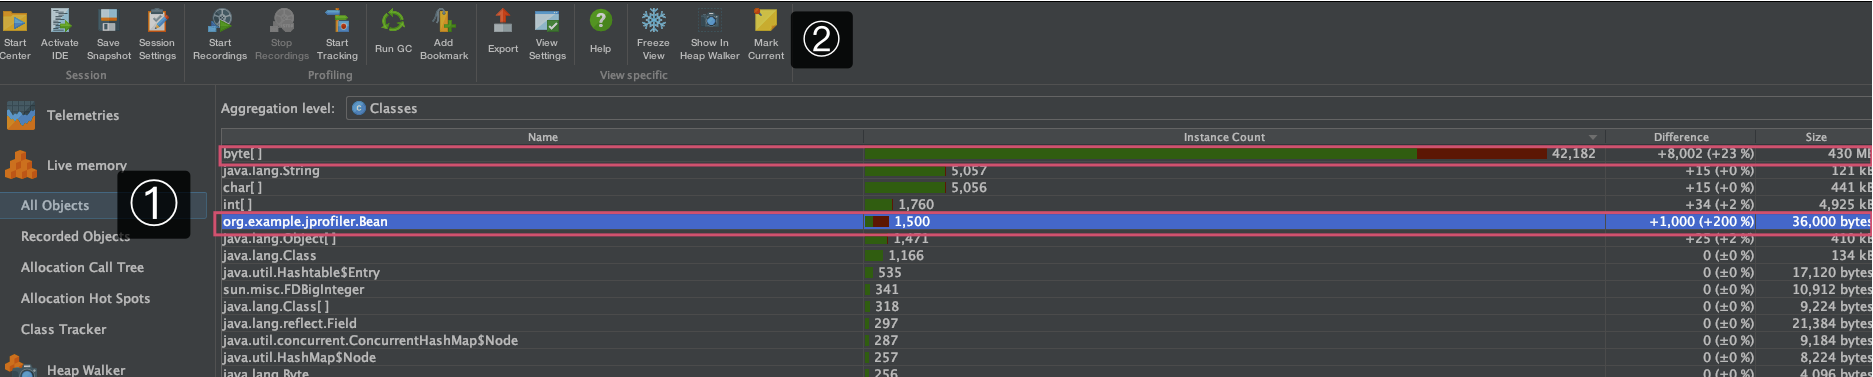 Start Center
Activate IDE
Save Snapshot
Session Settings
Start Recordings
Stop Recordings
Start Tracking
Run GC
Add Bookmark
Export
View Settings
Help
Freeze View
Show In Heap Walker
Mark Current
②
Session
Profiling
View specific
Telemetries
Live memory
①
All Objects
Recorded Objects
Allocation Call Tree
Allocation Hot Spots
Class Tracker
Heap Walker
Aggregation level: C Classes
Name Instance Count Difference Size
byte[] 42,182 +8,002 (+23 %) 430 M
java.lang.String 5,057 +15 (+0 %) 121 k
char[] 5,056 +15 (+0 %) 441 k
int[] 1,760 +34 (+2 %) 4,925 k
org.example.jprofiler.Bean 1,500 +1,000 (+200 %) 36,000 bytes
java.lang.Object[] 1,471 +25 (+2 %) 410 k
java.lang.Class 1,166 0 (±0 %) 134 k
java.util.Hashtable$Entry 535 0 (±0 %) 17,120 bytes
sun.misc.FDBigInteger 341 0 (±0 %) 10,912 bytes
java.lang.Class[] 318 0 (±0 %) 9,224 bytes
java.lang.reflect.Field 297 0 (±0 %) 21,384 bytes
java.util.concurrent.ConcurrentHashMap$Node 287 0 (±0 %) 9,184 bytes
java.util.HashMap$Node 257 0 (±0 %) 8,224 bytes
java.lang.Byte 256 0 (±0 %) 4,096 bytes